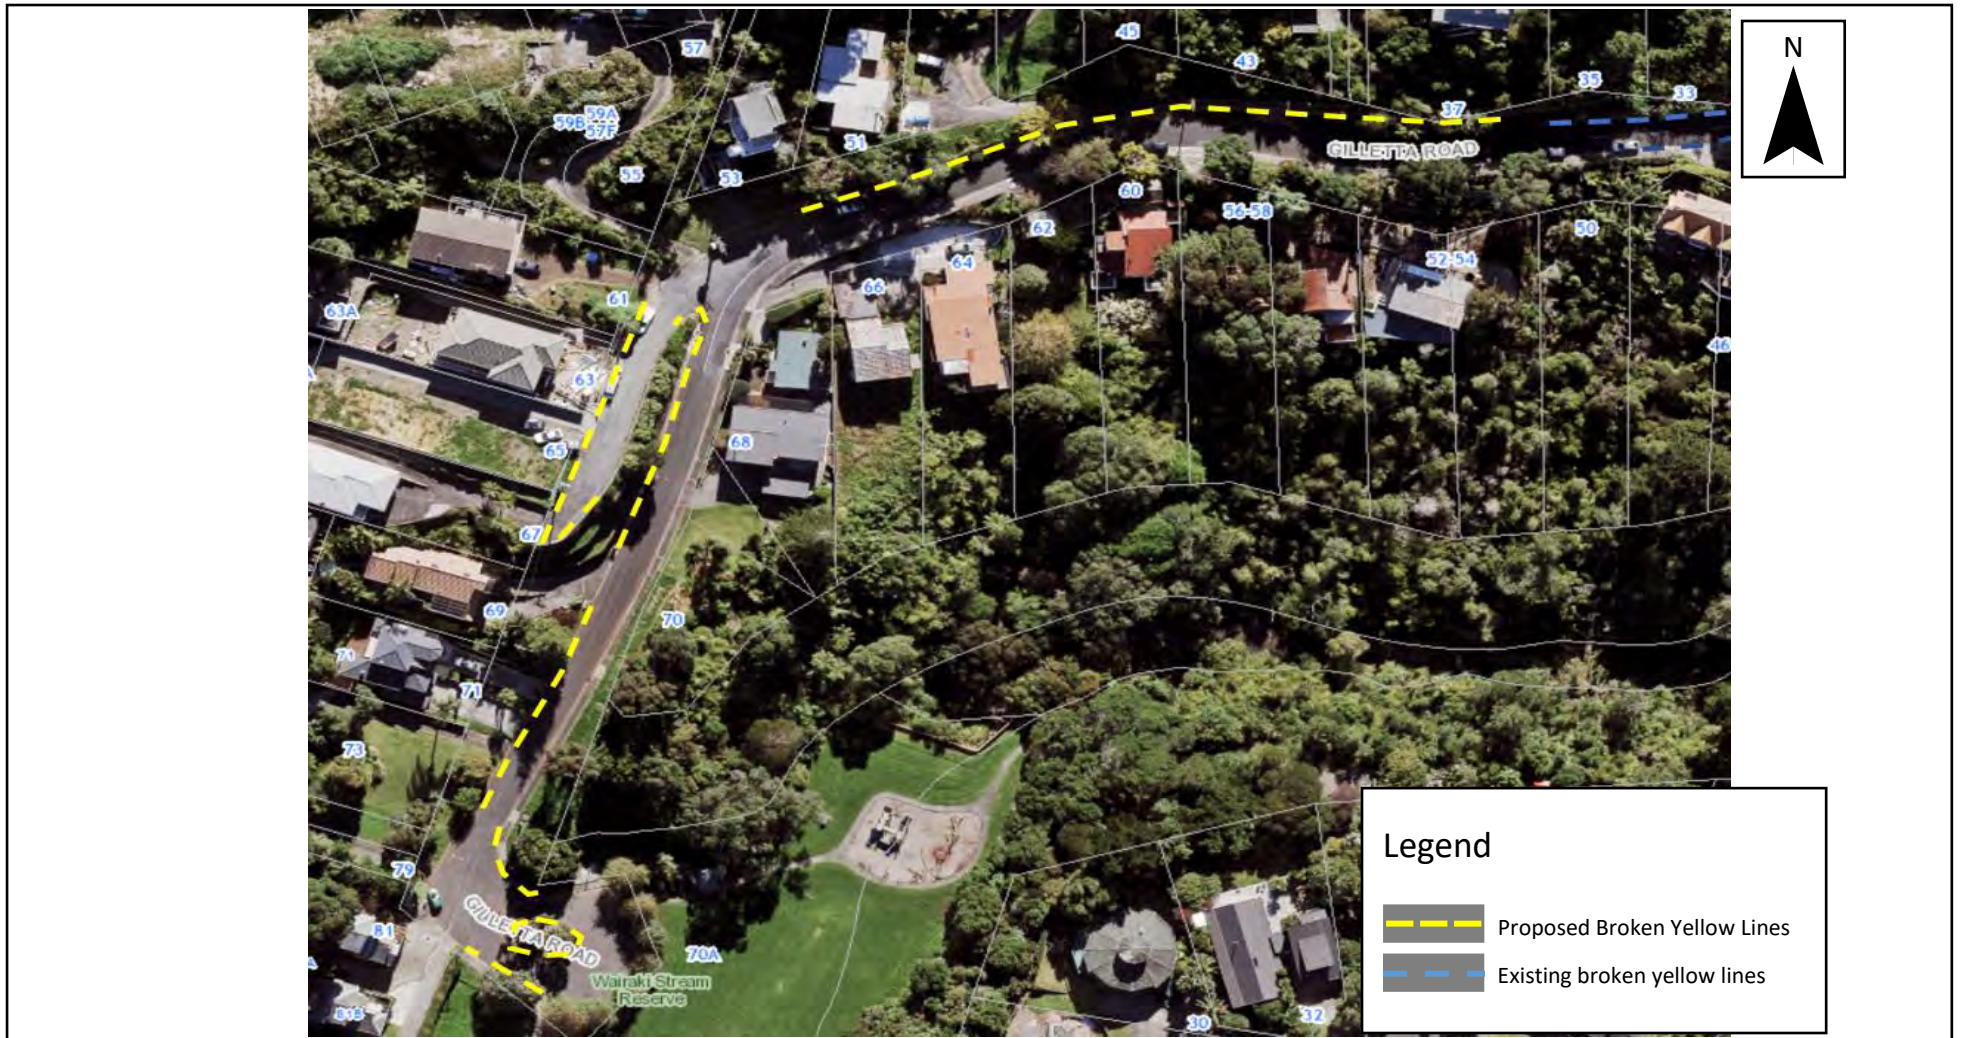 N
57
45
43
35
33
37
59A
59B
57F
51
GILLETTA ROAD
55
53
60
56-58
62
50
64
52-54
66
61
63A
46
63
68
65
67
69
70
71
71
73
79
GILLETTA ROAD
81
70A
Wairaki Stream
Reserve
81B
30
32
Legend
Proposed Broken Yellow Lines
Existing broken yellow lines